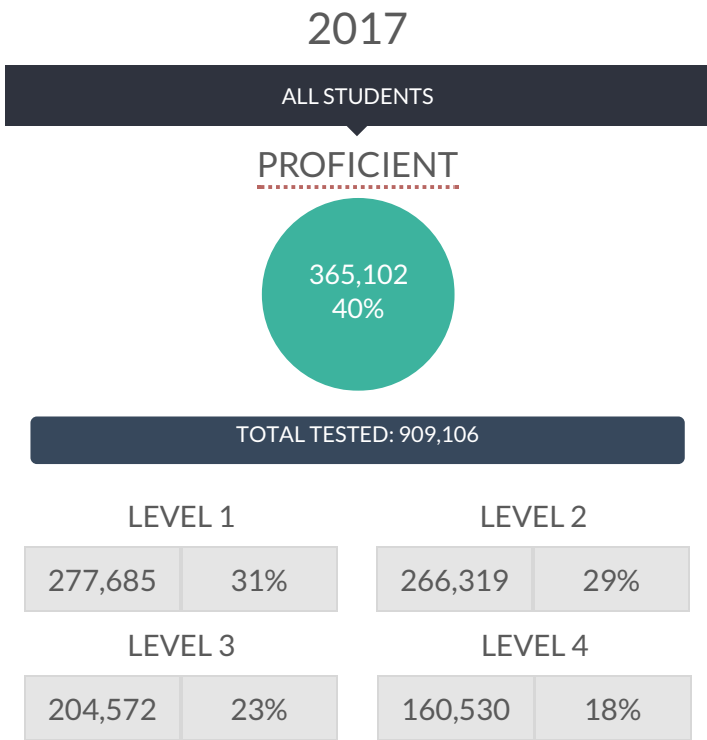 2017
ALL STUDENTS
PROFICIENT
365,102
40%
TOTAL TESTED: 909,106
LEVEL 1
277,685 31%
LEVEL 2
266,319 29%
LEVEL 3
204,572 23%
LEVEL 4
160,530 18%